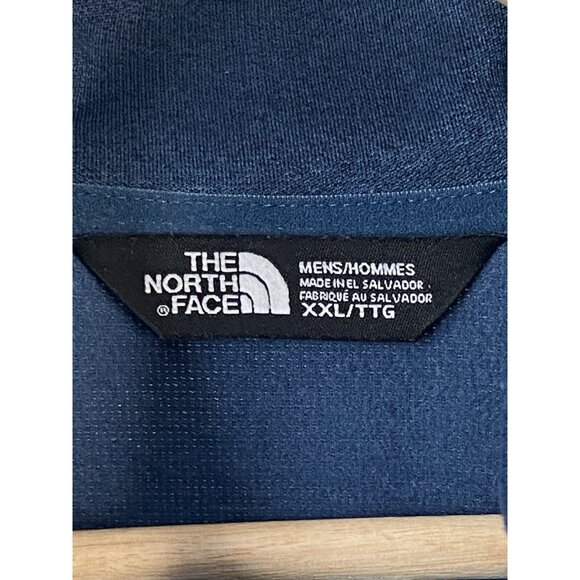 THE
NORTH
® FACE
MENS/HOMMES
MADE IN EL SALVADOR
FABRIQUÉ AU SALVADOR
XXL/TTG